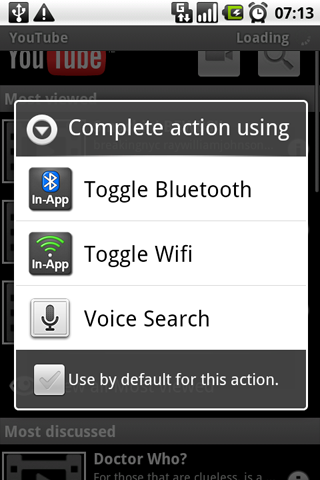 07:13
YouTube
Loading
YouTube
Most viewed
Complete action using
In-App
Toggle Bluetooth
In-App
Toggle Wifi
Voice Search
Use by default for this action.
Most discussed
Doctor Who?
For those that are clueless, is a